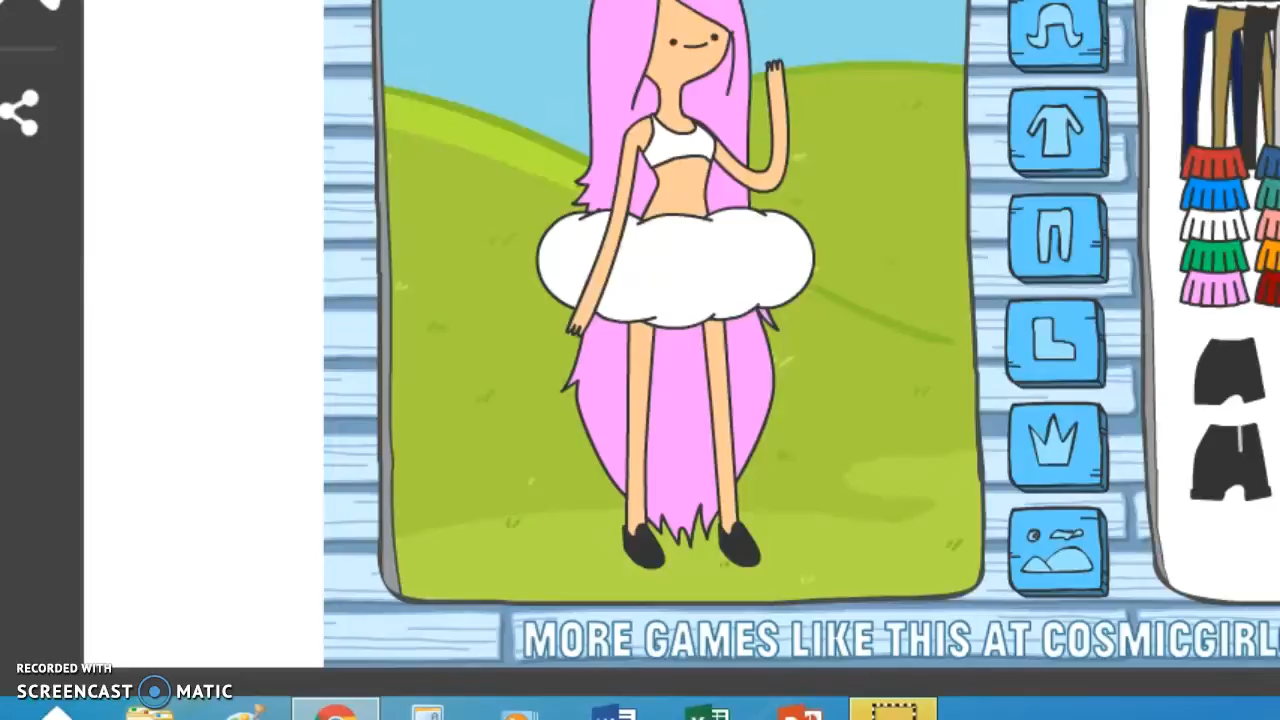 MORE GAMES LIKE THIS AT COSMICGIRL
RECORDED WITH
SCREENCAST MATIC